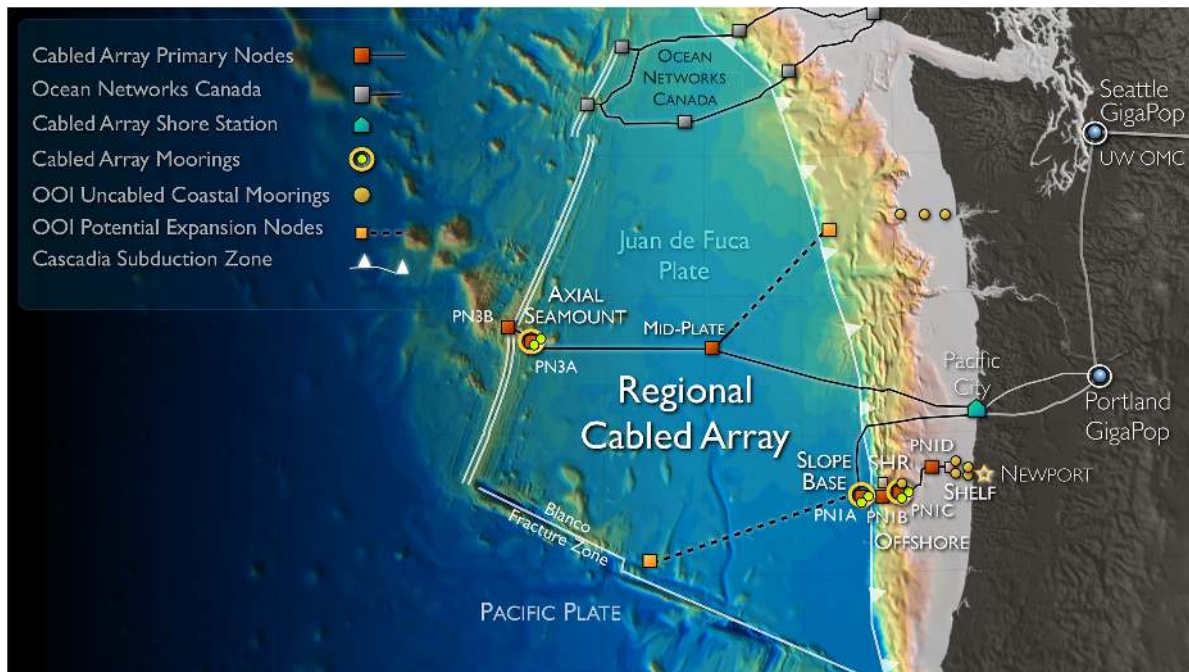 Cabled Array Primary Nodes
Ocean Networks Canada
Cabled Array Shore Station
Cabled Array Moorings
OOI Uncabled Coastal Moorings
OOI Potential Expansion Nodes
Cascadia Subduction Zone
OCEAN
NETWORKS
CANADA
Seattle
GigaPop
UW OMC
Juan de Fuca
Plate
AXIAL
SEAMOUNT
PN3B
PN3A
MID-PLATE
Pacific
City
Portland
GigaPop
Regional
Cabled Array
SLOPE
BASE
SHR
PN1D
NEWPORT
SHELF
PN1A
PN1B
PN1C
OFFSHORE
Blanco
Fracture Zone
PACIFIC PLATE